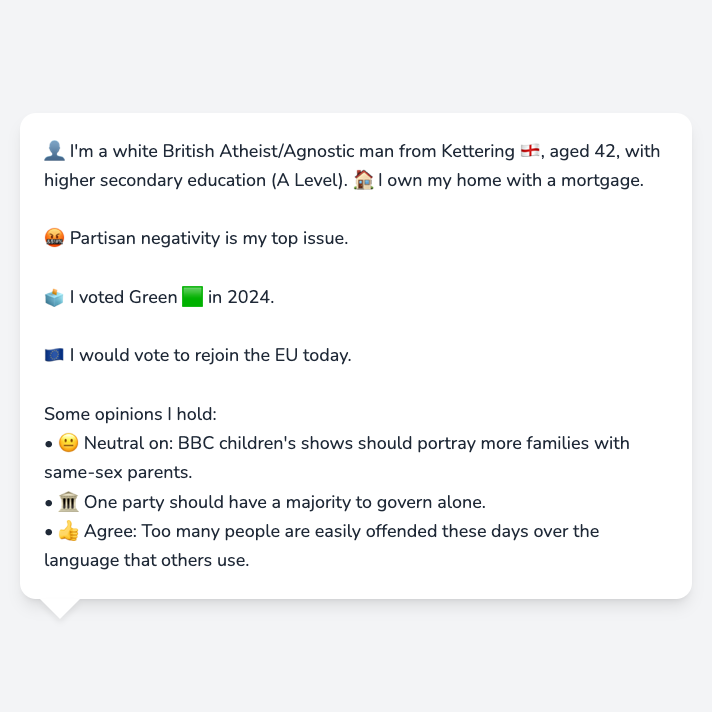 👤 I'm a white British Atheist/Agnostic man from Kettering 🏴󠁧󠁢󠁥󠁮󠁧󠁿, aged 42, with
higher secondary education (A Level). 🏠 I own my home with a mortgage.
🤬 Partisan negativity is my top issue.
🗳️ I voted Green 🟩 in 2024.
🇪🇺 I would vote to rejoin the EU today.
Some opinions I hold:
• 😐 Neutral on: BBC children's shows should portray more families with
same-sex parents.
• 🏛️ One party should have a majority to govern alone.
• 👍 Agree: Too many people are easily offended these days over the
language that others use.